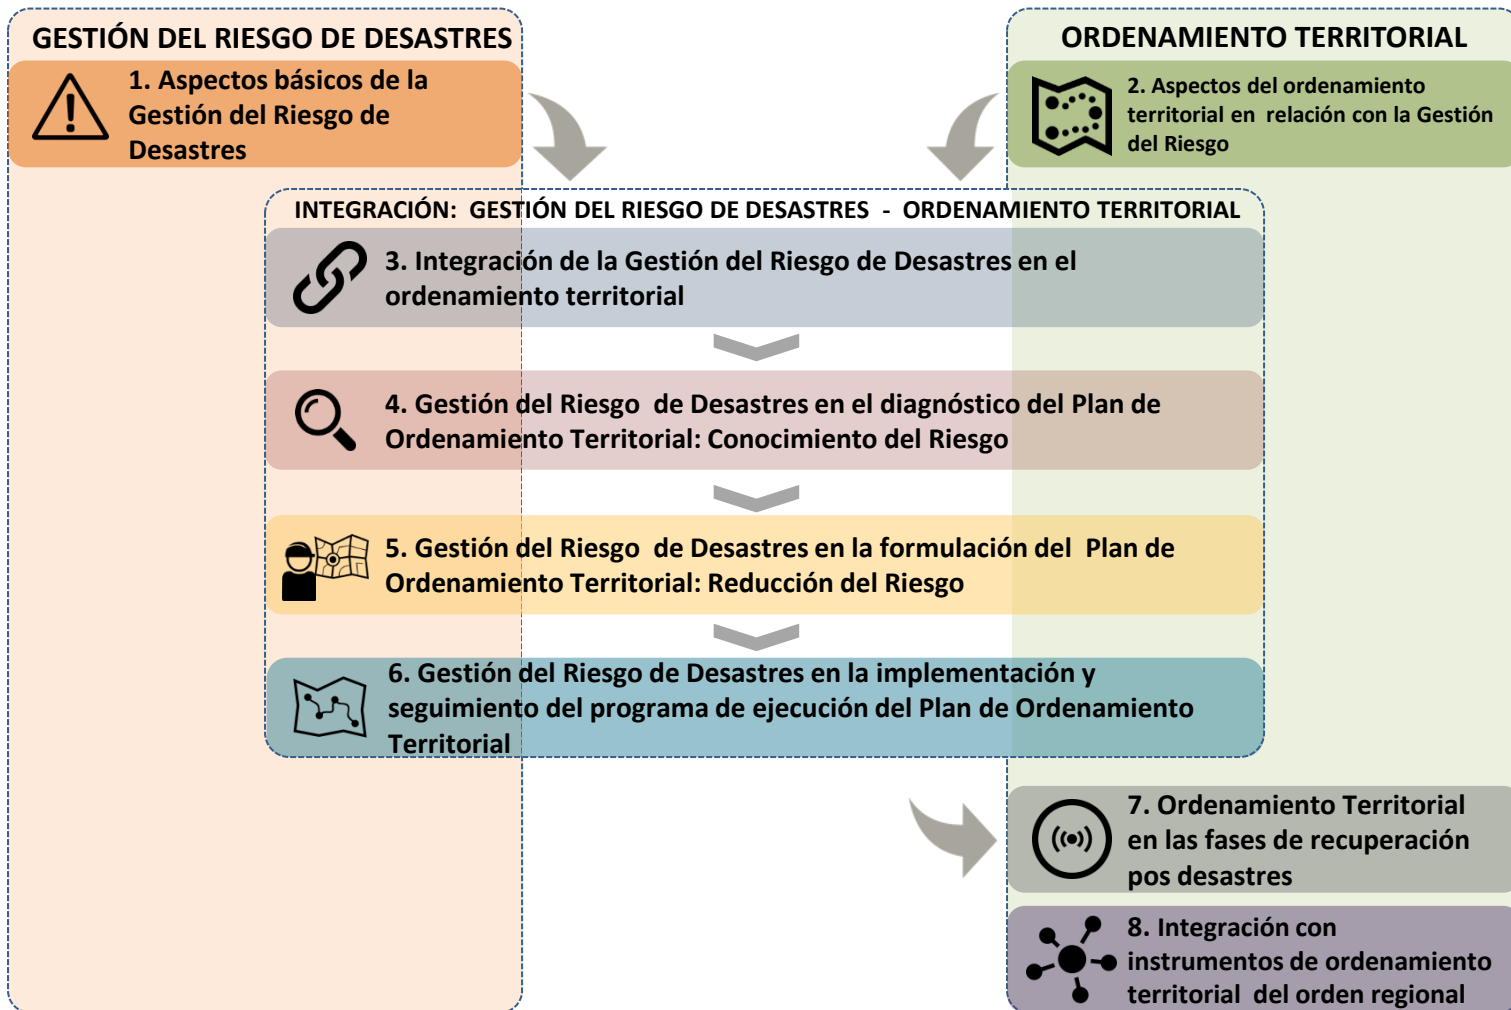 GESTIÓN DEL RIESGO DE DESASTRES
1. Aspectos básicos de la
Gestión del Riesgo de
Desastres
ORDENAMIENTO TERRITORIAL
2. Aspectos del ordenamiento
territorial en relación con la Gestión
del Riesgo
INTEGRACIÓN: GESTIÓN DEL RIESGO DE DESASTRES - ORDENAMIENTO TERRITORIAL
3. Integración de la Gestión del Riesgo de Desastres en el
ordenamiento territorial
4. Gestión del Riesgo de Desastres en el diagnóstico del Plan de
Ordenamiento Territorial: Conocimiento del Riesgo
5. Gestión del Riesgo de Desastres en la formulación del Plan de
Ordenamiento Territorial: Reducción del Riesgo
6. Gestión del Riesgo de Desastres en la implementación y
seguimiento del programa de ejecución del Plan de Ordenamiento
Territorial
7. Ordenamiento Territorial
en las fases de recuperación
pos desastres
8. Integración con
instrumentos de ordenamiento
territorial del orden regional